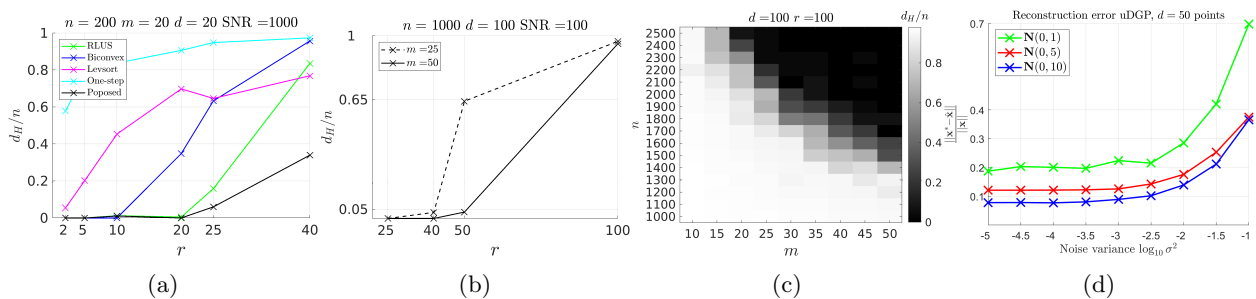 n = 200 m = 20 d = 20 SNR =1000
1
0.8
0.6
0.4
0.2
0
d_H/n
RLUS
Biconvex
Levsort
One-step
Poposed
2 5 10 20 25 40
r
(a)
n = 1000 d = 100 SNR =100
1
0.65
0.05
d_H/n
m =25
m =50
25 40 50 100
r
(b)
d =100 r =100
d_H/n
2500
2400
2300
2200
2100
2000
1900
1800
1700
1600
1500
1400
1300
1200
1100
1000
n
10 15 20 25 30 35 40 45 50
m
0.8
0.6
0.4
0.2
0
(c)
Reconstruction error uDGP, d = 50 points
||x* − x̂||
||x||
0.7
0.4
0.3
0.2
0.1
N(0, 1)
N(0, 5)
N(0, 10)
-5 -4.5 -4 -3.5 -3 -2.5 -2 -1.5 -1
Noise variance log₁₀ σ²
(d)